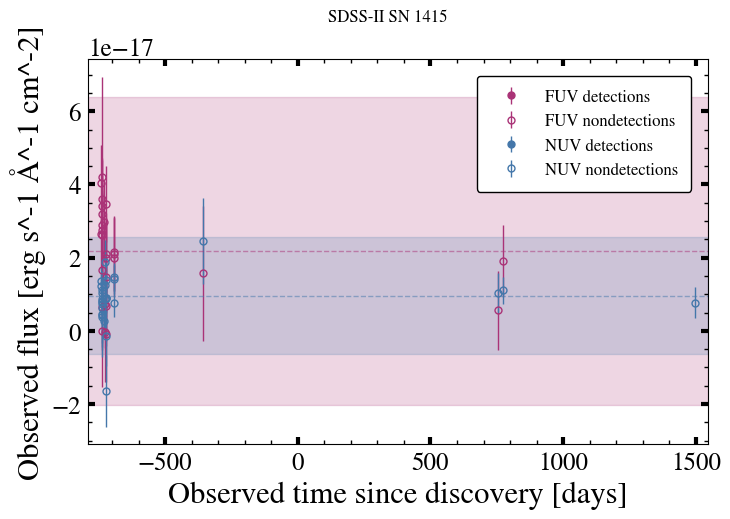 SDSS-II SN 1415
1e−17
Observed flux [erg s^-1 Å^-1 cm^-2]
6
4
2
0
−2
FUV detections
FUV nondetections
NUV detections
NUV nondetections
−500 0 500 1000 1500
Observed time since discovery [days]